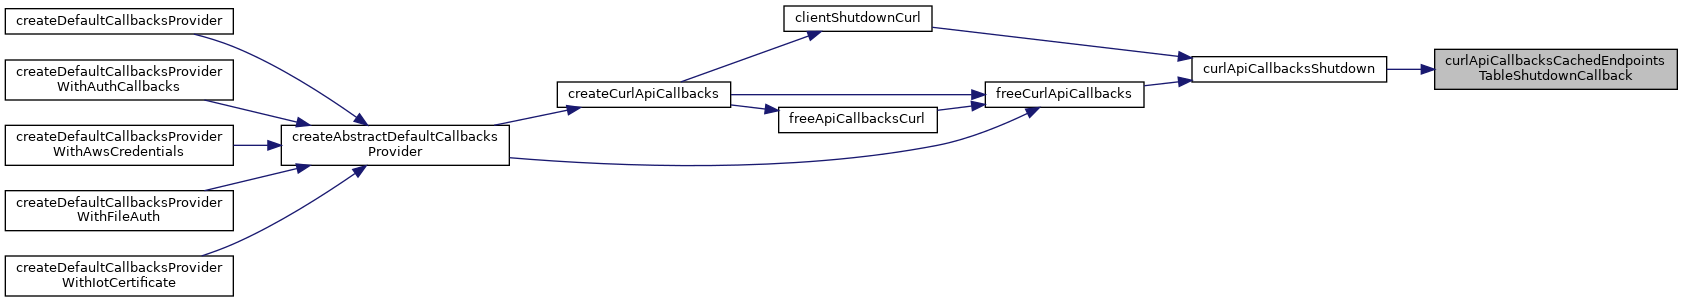 createDefaultCallbacksProvider
createDefaultCallbacksProvider
WithAuthCallbacks
createDefaultCallbacksProvider
WithAwsCredentials
createDefaultCallbacksProvider
WithFileAuth
createDefaultCallbacksProvider
WithIotCertificate
createAbstractDefaultCallbacks
Provider
createCurlApiCallbacks
clientShutdownCurl
freeApiCallbacksCurl
freeCurlApiCallbacks
curlApiCallbacksShutdown
curlApiCallbacksCachedEndpoints
TableShutdownCallback